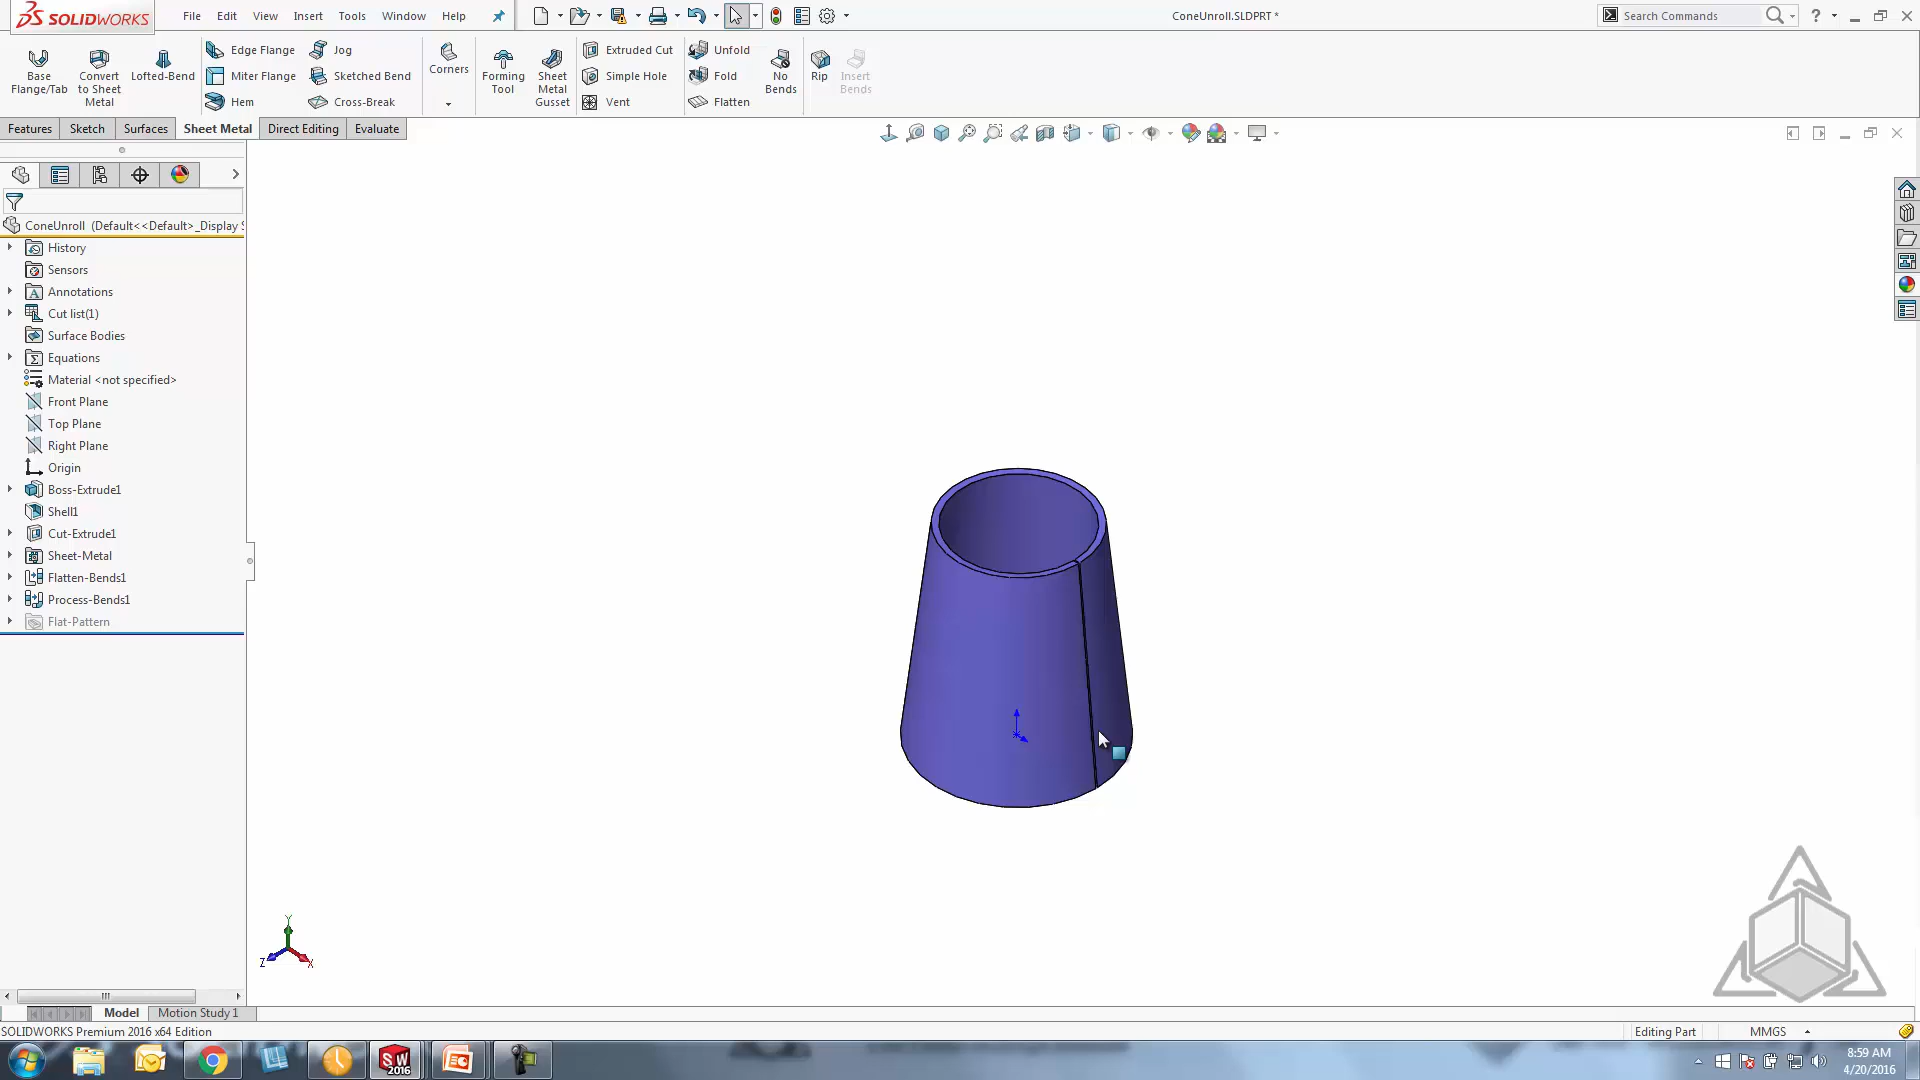 SOLIDWORKS File Edit View Insert Tools Window Help ConeUnroll.SLDPRT * Search Commands ?
Base Flange/Tab
Convert to Sheet Metal
Lofted-Bend
Edge Flange
Miter Flange
Hem
Jog
Sketched Bend
Cross-Break
Corners
Forming Tool
Sheet Metal Gusset
Extruded Cut
Simple Hole
Vent
Unfold
Fold
Flatten
No Bends
Rip
Insert Bends
Features Sketch Surfaces Sheet Metal Direct Editing Evaluate
ConeUnroll (Default<<Default>_Display S
History
Sensors
Annotations
Cut list(1)
Surface Bodies
Equations
Material <not specified>
Front Plane
Top Plane
Right Plane
Origin
Boss-Extrude1
Shell1
Cut-Extrude1
Sheet-Metal
Flatten-Bends1
Process-Bends1
Flat-Pattern
Y
Z X
Model Motion Study 1
SOLIDWORKS Premium 2016 x64 Edition Editing Part MMGS
SW 2016
8:59 AM
4/20/2016